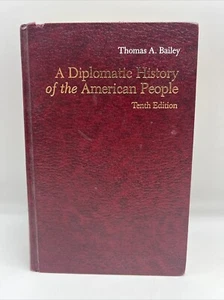 Thomas A. Bailey
A Diplomatic History
of the American People
Tenth Edition